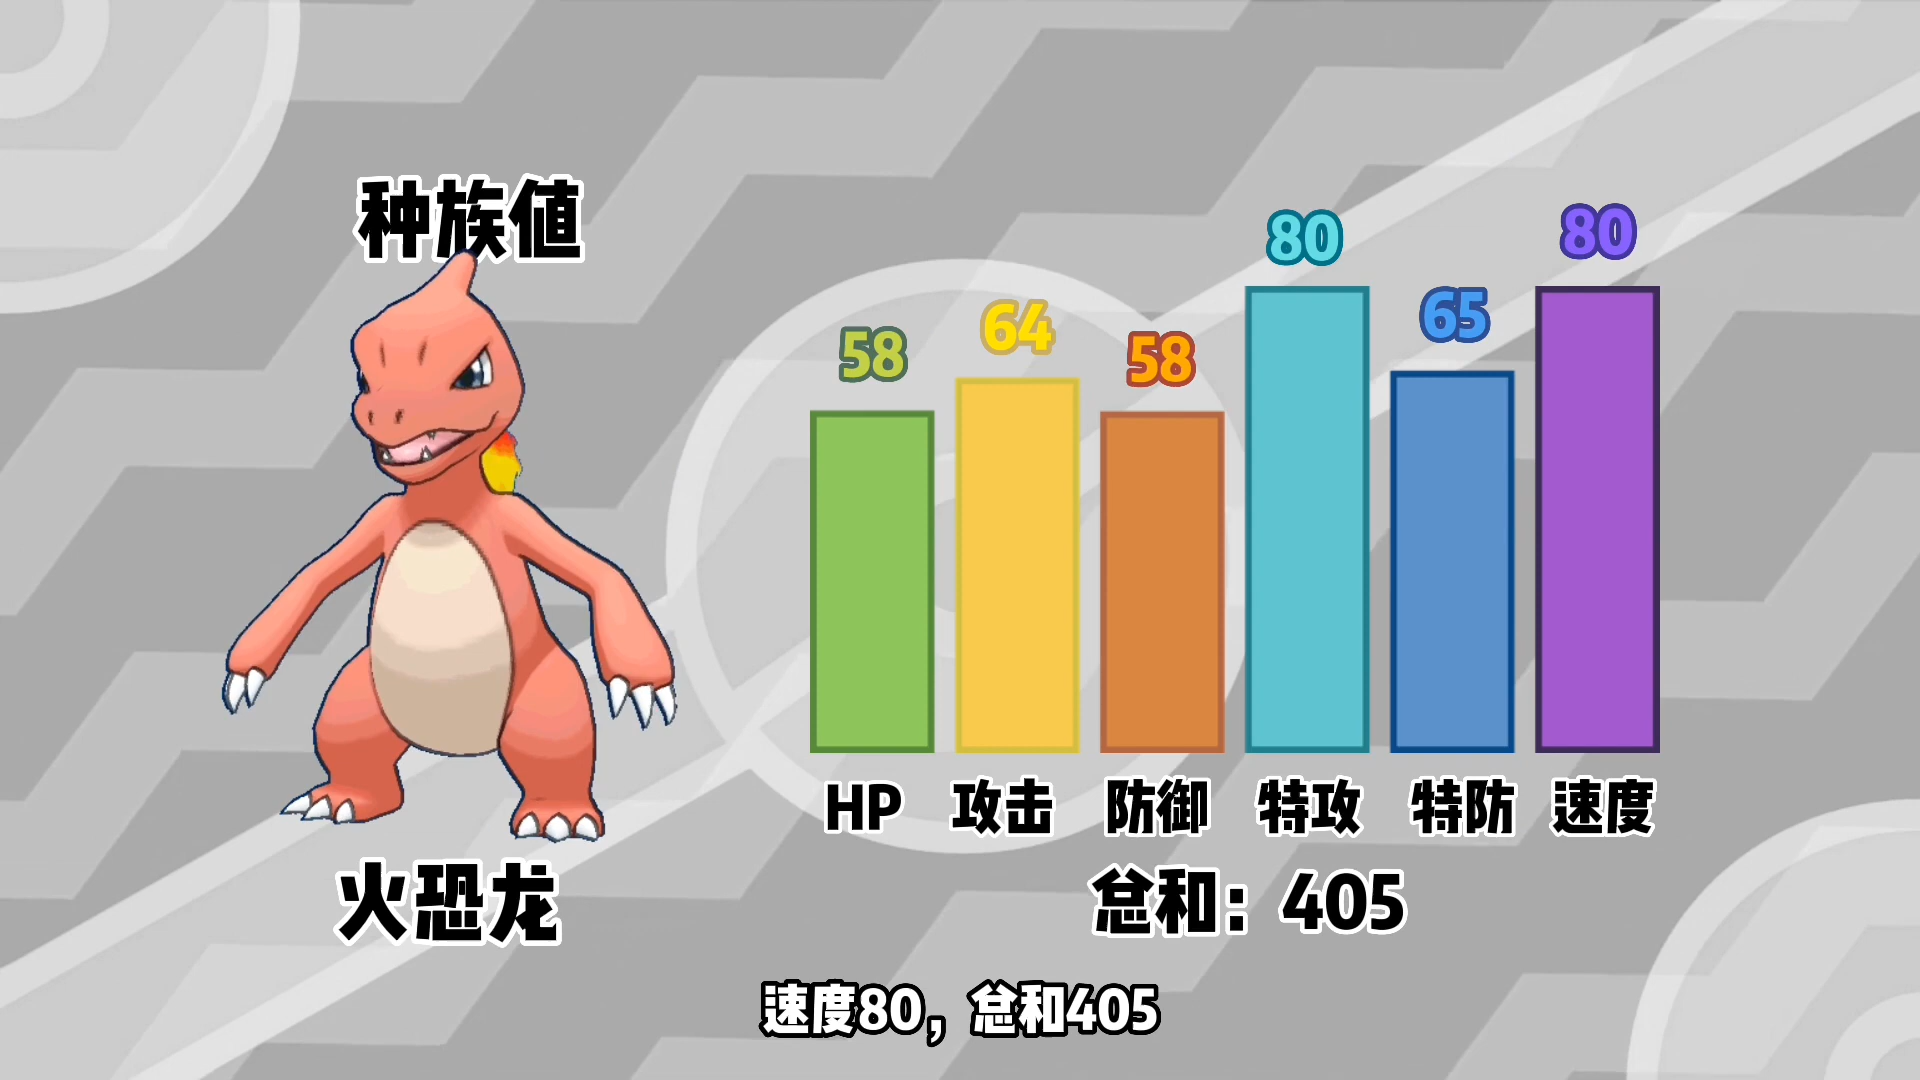 种族値
58 64 58 80 65 80
HP 攻击 防御 特攻 特防 速度
火恐龙
总和：405
速度80，总和405